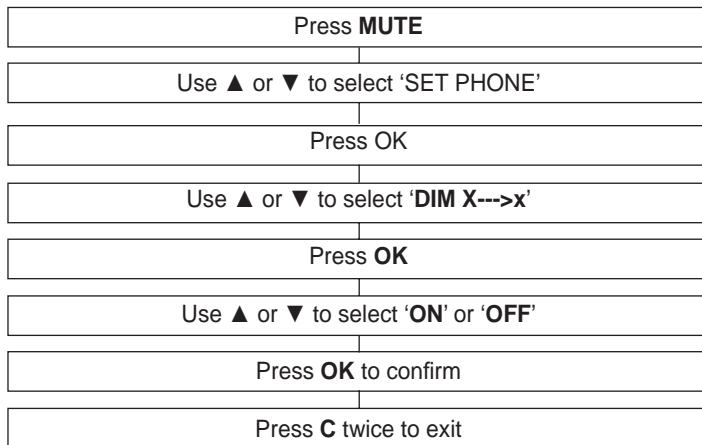 Press MUTE
Use ▲ or ▼ to select ‘SET PHONE’
Press OK
Use ▲ or ▼ to select ‘DIM X--->x’
Press OK
Use ▲ or ▼ to select ‘ON’ or ‘OFF’
Press OK to confirm
Press C twice to exit